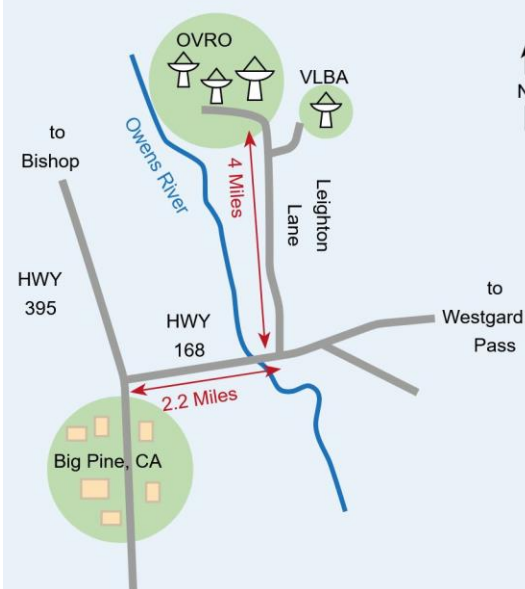 OVRO
VLBA
N
to
Bishop
Owens River
4 Miles
Leighton
Lane
HWY
395
HWY
168
to
Westgard
Pass
2.2 Miles
Big Pine, CA